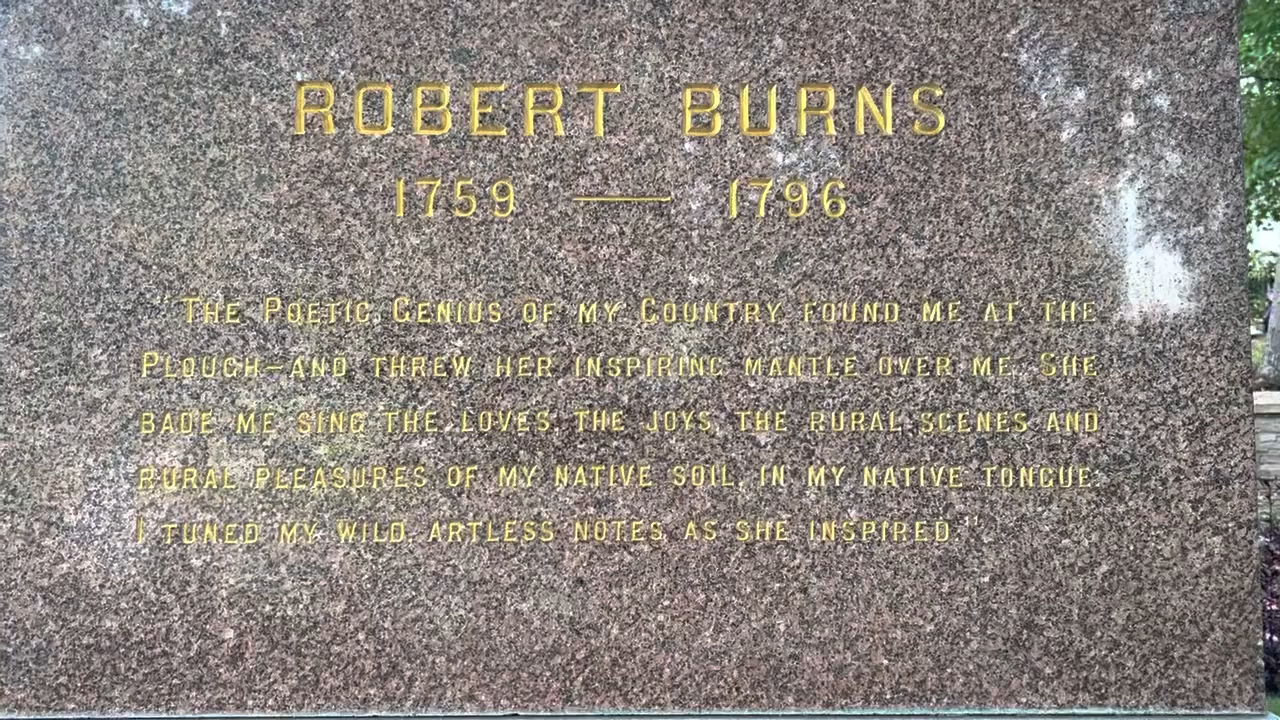 ROBERT BURNS
1759 — 1796
"THE POETIC GENIUS OF MY COUNTRY FOUND ME AT THE
PLOUGH—AND THREW HER INSPIRING MANTLE OVER ME. SHE
BADE ME SING THE LOVES, THE JOYS, THE RURAL SCENES AND
RURAL PLEASURES OF MY NATIVE SOIL, IN MY NATIVE TONGUE:
I TUNED MY WILD, ARTLESS NOTES AS SHE INSPIRED."